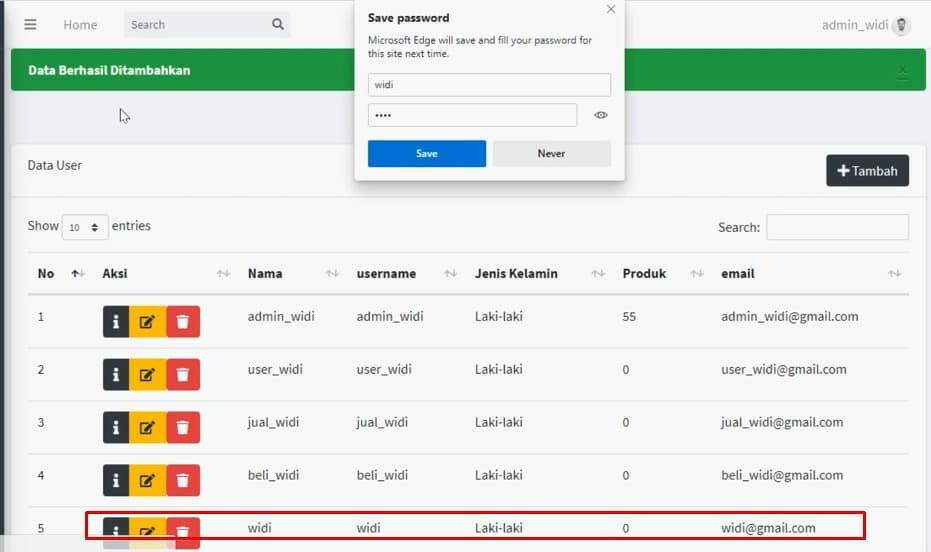 Home
Search
admin_widi
Save password
Microsoft Edge will save and fill your password for
this site next time.
widi
••••
Save
Never
Data Berhasil Ditambahkan
×
Data User
+Tambah
Show 10 entries
Search:
No Aksi Nama username Jenis Kelamin Produk email
1 admin_widi admin_widi Laki-laki 55 admin_widi@gmail.com
2 user_widi user_widi Laki-laki 0 user_widi@gmail.com
3 jual_widi jual_widi Laki-laki 0 jual_widi@gmail.com
4 beli_widi beli_widi Laki-laki 0 beli_widi@gmail.com
5 widi widi Laki-laki 0 widi@gmail.com